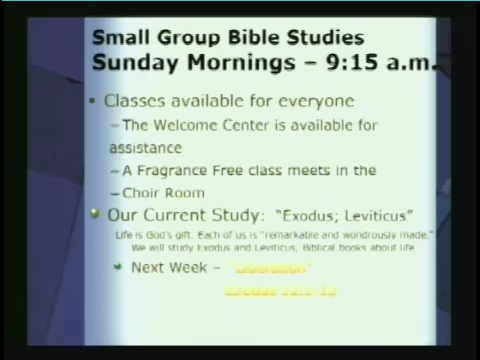 Small Group Bible Studies
Sunday Mornings – 9:15 a.m.
• Classes available for everyone
– The Welcome Center is available for
assistance
– A Fragrance Free class meets in the
– Choir Room
Our Current Study: "Exodus; Leviticus"
Life is God's gift. Each of us is "remarkable and wondrously made."
We will study Exodus and Leviticus, Biblical books about life.
Next Week –
Exodus